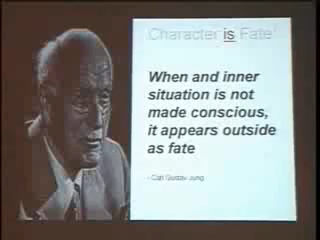 Character is Fate!
When and inner
situation is not
made conscious,
it appears outside
as fate
- Carl Gustav Jung